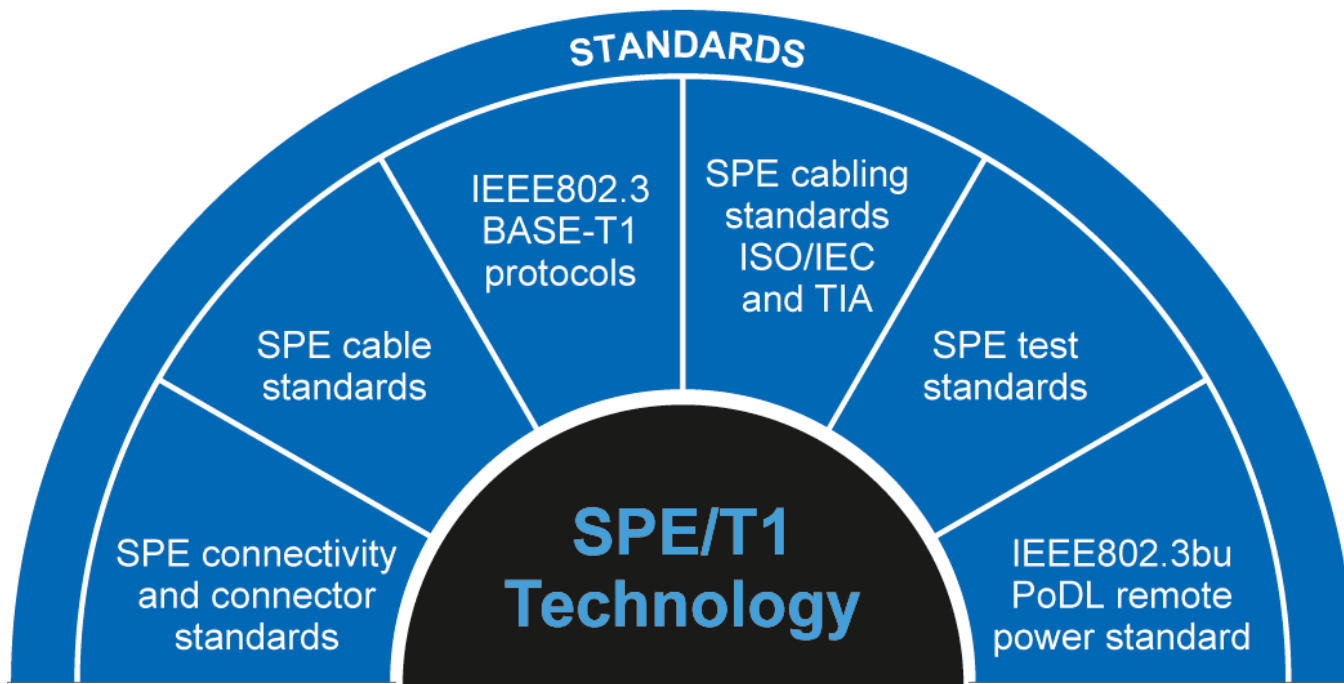 STANDARDS
SPE connectivity
and connector
standards
SPE cable
standards
IEEE802.3
BASE-T1
protocols
SPE cabling
standards
ISO/IEC
and TIA
SPE test
standards
IEEE802.3bu
PoDL remote
power standard
SPE/T1
Technology